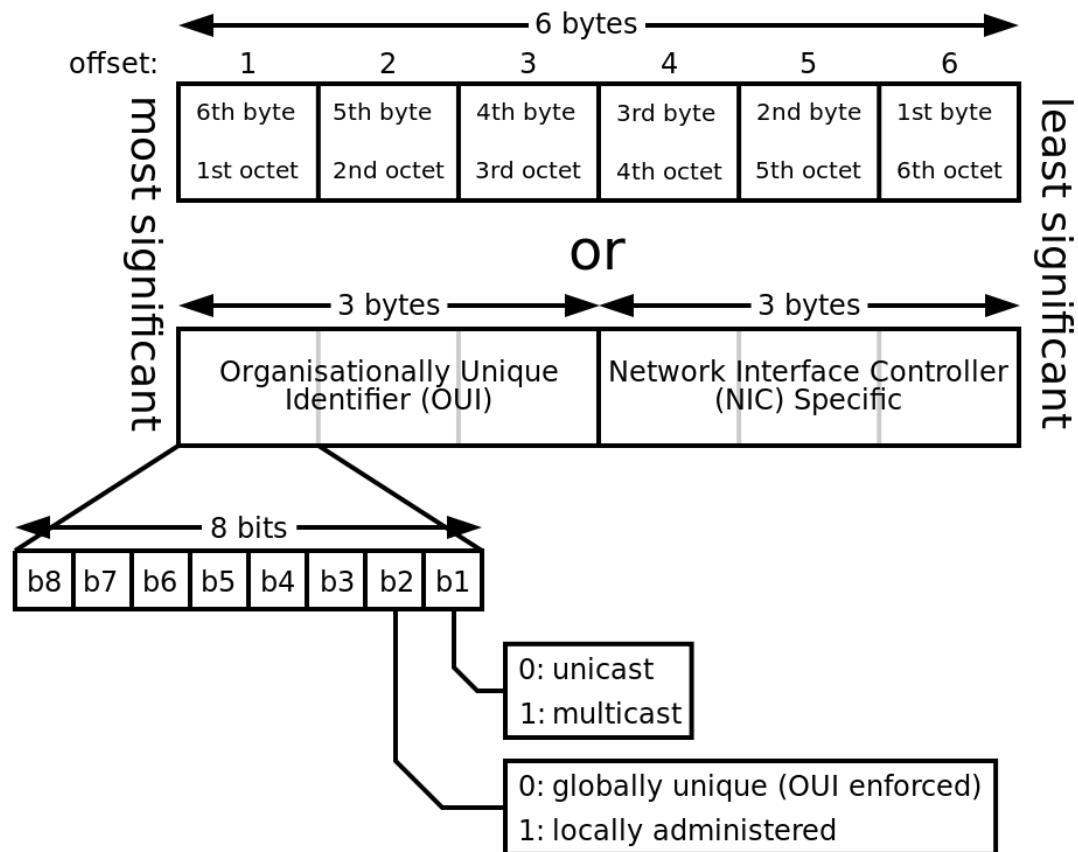 6 bytes
offset: 1 2 3 4 5 6
most significant
6th byte 5th byte 4th byte 3rd byte 2nd byte 1st byte
1st octet 2nd octet 3rd octet 4th octet 5th octet 6th octet
least significant
or
3 bytes 3 bytes
Organisationally Unique
Identifier (OUI)
Network Interface Controller
(NIC) Specific
8 bits
b8 b7 b6 b5 b4 b3 b2 b1
0: unicast
1: multicast
0: globally unique (OUI enforced)
1: locally administered